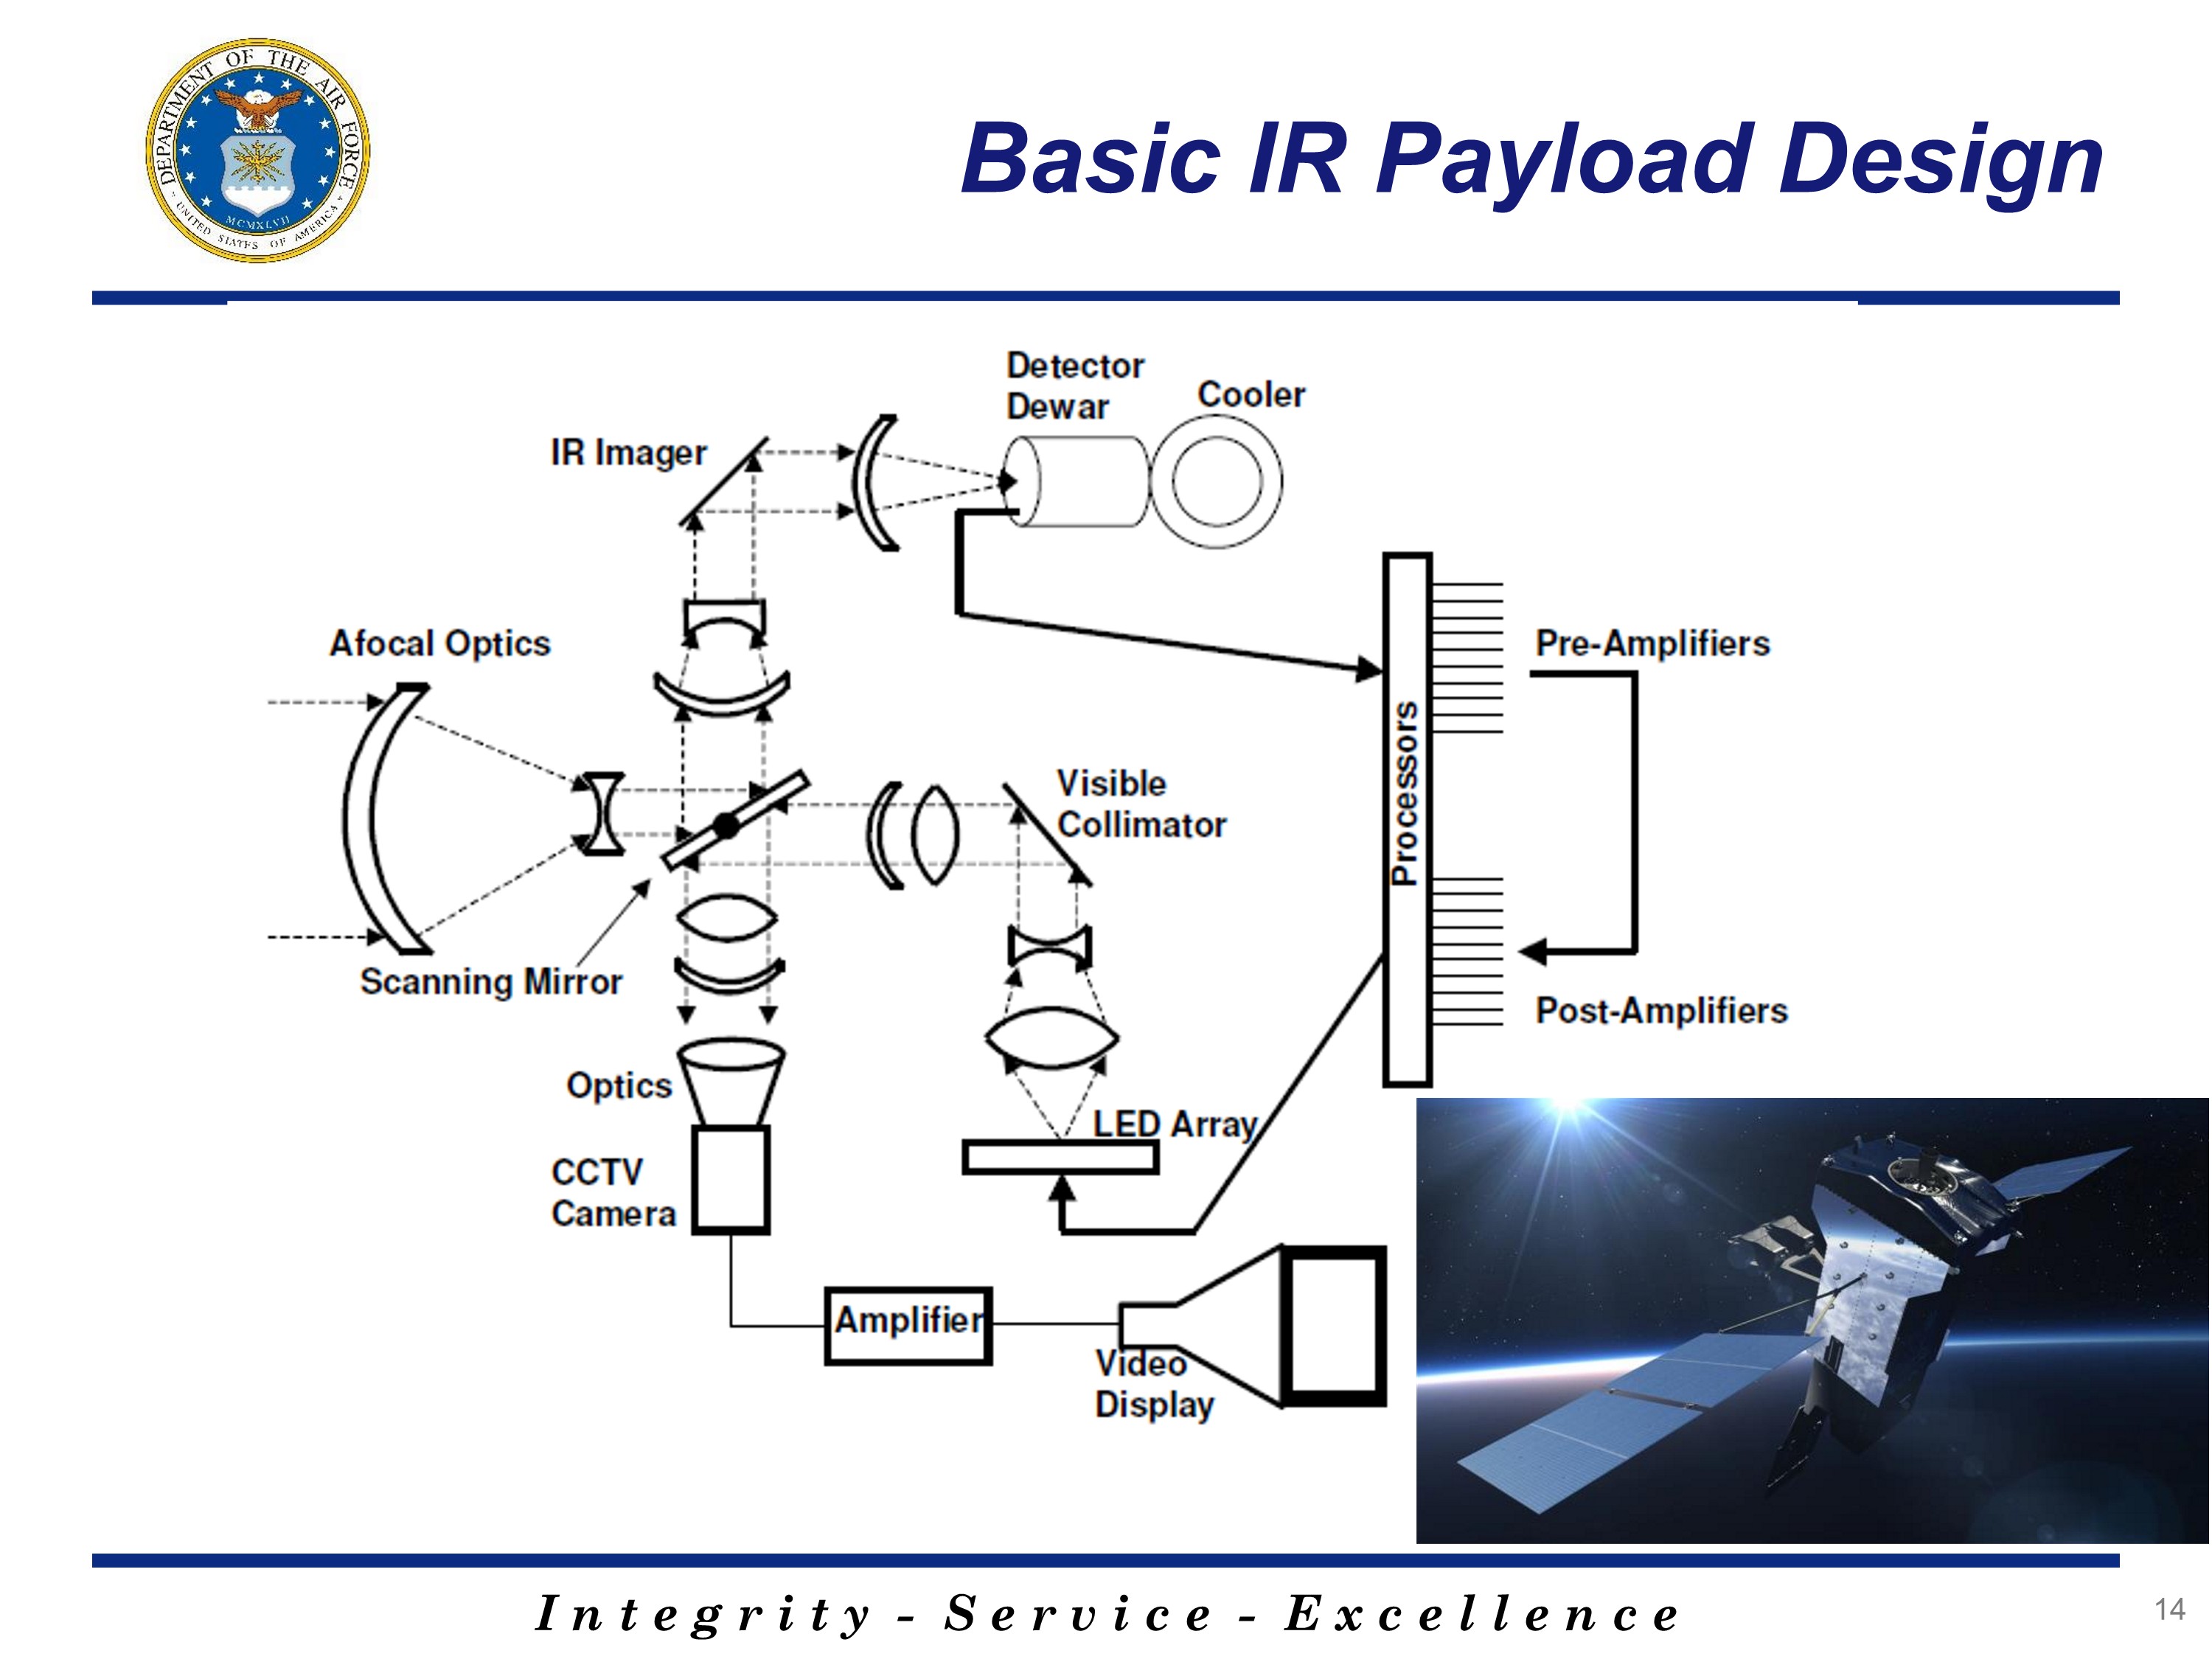 DEPARTMENT OF THE AIR FORCE
MCMXLVII
UNITED STATES OF AMERICA
Basic IR Payload Design
Detector
Dewar
Cooler
IR Imager
Afocal Optics
Pre-Amplifiers
Processors
Visible
Collimator
Scanning Mirror
Post-Amplifiers
Optics
LED Array
CCTV
Camera
Amplifier
Video
Display
Integrity - Service - Excellence
14